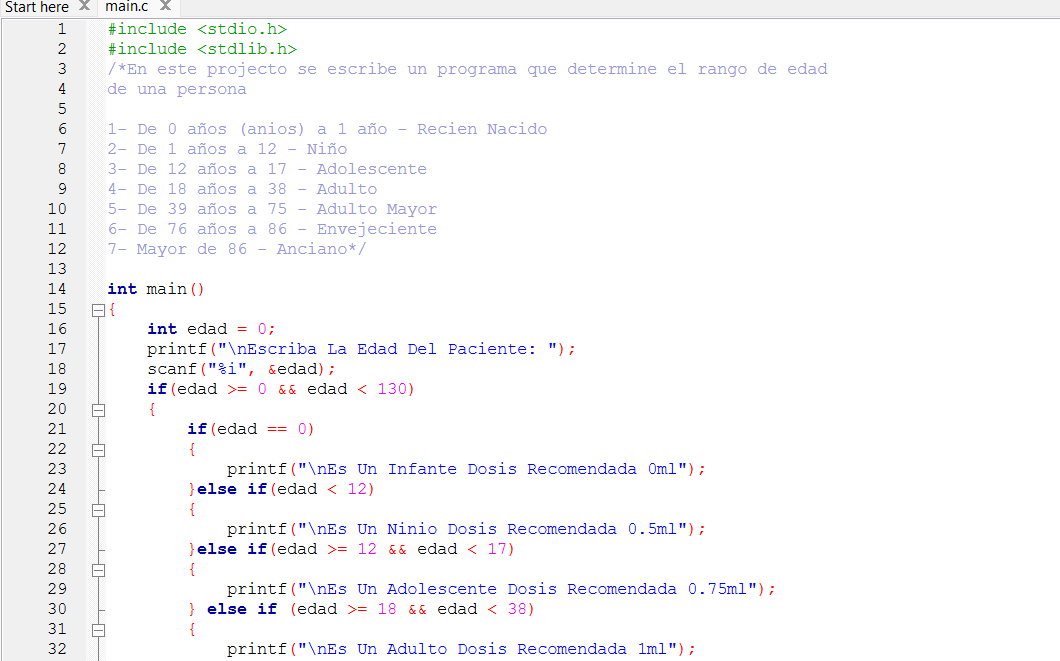 Start here X main.c X
1 #include <stdio.h>
2 #include <stdlib.h>
3 /*En este projecto se escribe un programa que determine el rango de edad
4 de una persona
5
6 1- De 0 años (anios) a 1 año - Recien Nacido
7 2- De 1 años a 12 - Niño
8 3- De 12 años a 17 - Adolescente
9 4- De 18 años a 38 - Adulto
10 5- De 39 años a 75 - Adulto Mayor
11 6- De 76 años a 86 - Envejeciente
12 7- Mayor de 86 - Anciano*/
13
14 int main()
15 {
16 int edad = 0;
17 printf("\nEscriba La Edad Del Paciente: ");
18 scanf("%i", &edad);
19 if(edad >= 0 && edad < 130)
20 {
21 if(edad == 0)
22 {
23 printf("\nEs Un Infante Dosis Recomendada 0ml");
24 }else if(edad < 12)
25 {
26 printf("\nEs Un Ninio Dosis Recomendada 0.5ml");
27 }else if(edad >= 12 && edad < 17)
28 {
29 printf("\nEs Un Adolescente Dosis Recomendada 0.75ml");
30 } else if (edad >= 18 && edad < 38)
31 {
32 printf("\nEs Un Adulto Dosis Recomendada 1ml");